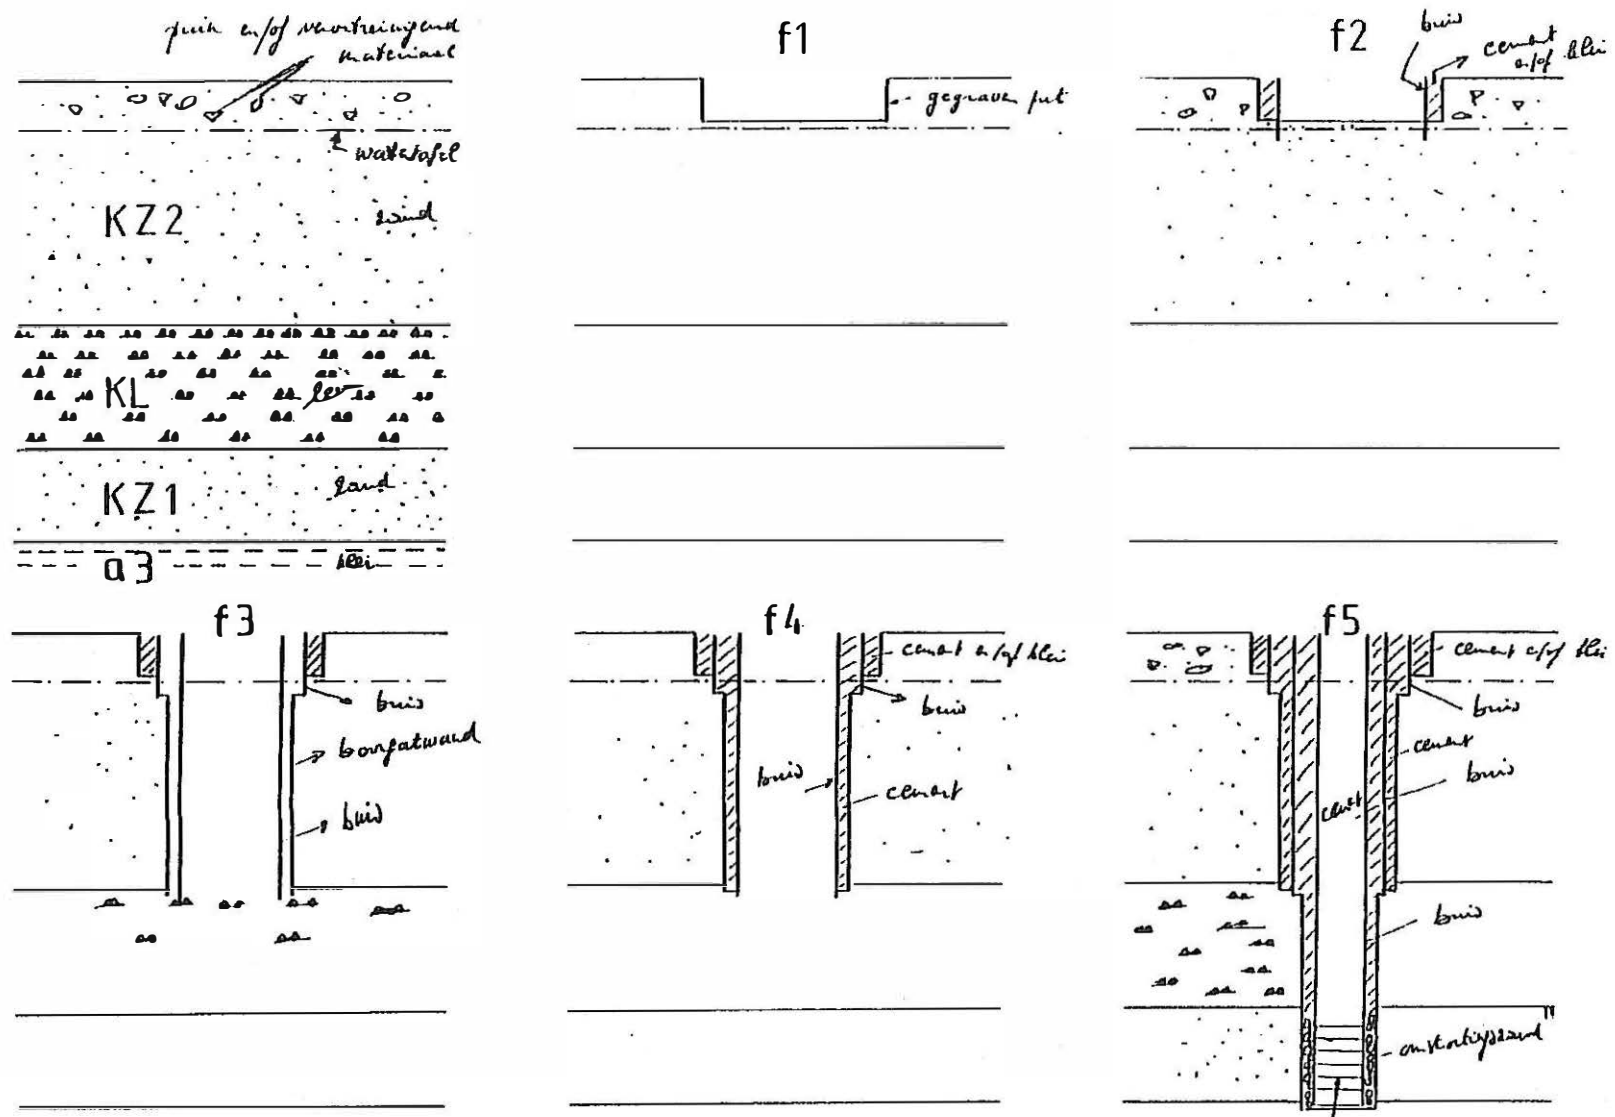 puin en/of verontreinigend
materiaal
watertafel
KZ2
zand
KL
leem
KZ1
zand
a3
klei
f1
gegraven put
f2
buis
cement
en/of klei
f3
buis
boorgatwand
buis
f4
cement en/of klei
buis
buis
cement
f5
cement en/of klei
buis
cement
buis
cement
buis
omstortingszand